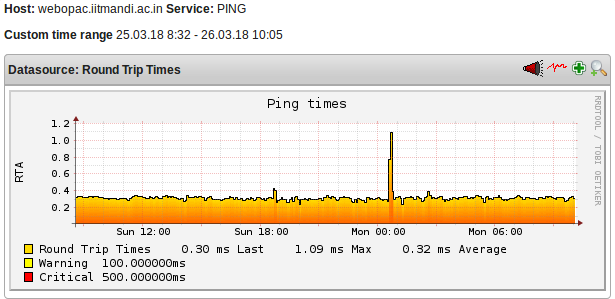 Host: webopac.iitmandi.ac.in Service: PING
Custom time range 25.03.18 8:32 - 26.03.18 10:05
Datasource: Round Trip Times
Ping times
RRDTOOL / TOBI OETIKER
RTA
1.2
1.0
0.8
0.6
0.4
0.2
Sun 12:00 Sun 18:00 Mon 00:00 Mon 06:00
Round Trip Times 0.30 ms Last 1.09 ms Max 0.32 ms Average
Warning 100.000000ms
Critical 500.000000ms